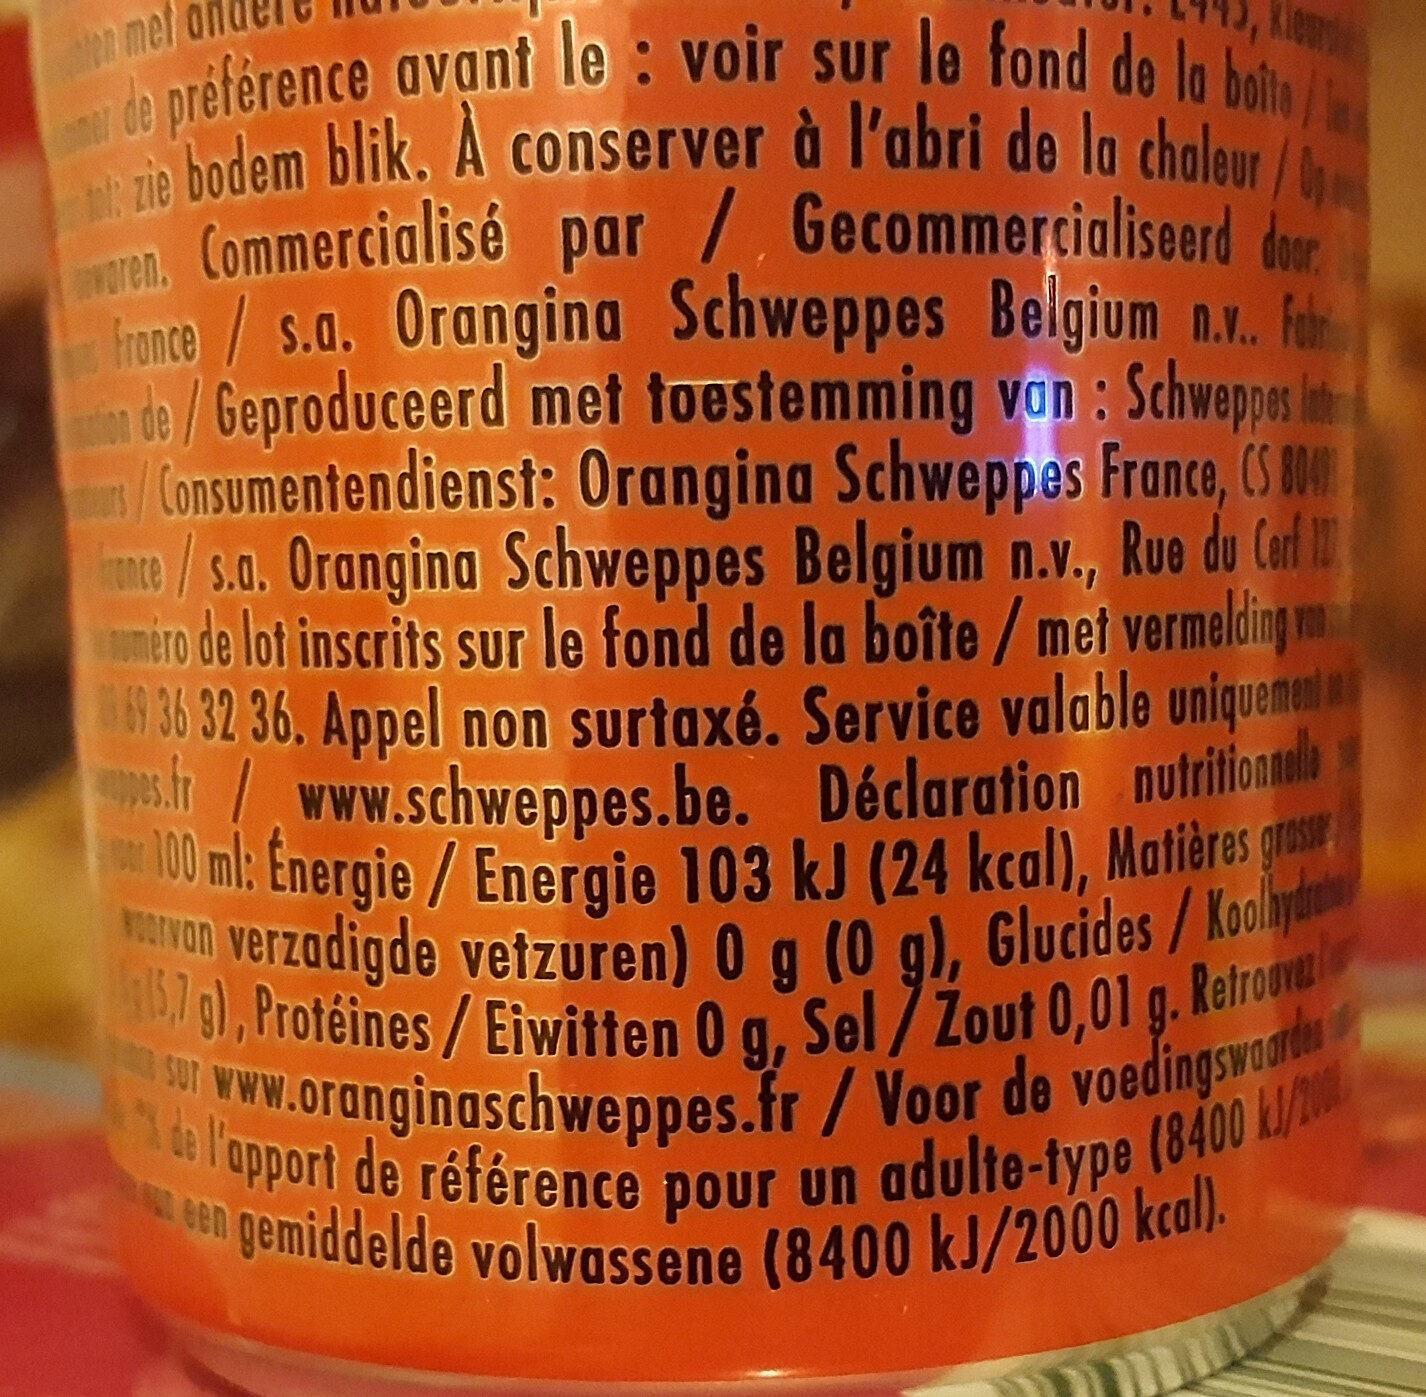 met andere
de préférence avant le : voir sur le fond de la boîte /
zie bodem blik. À conserver à l'abri de la chaleur / Op
Commercialisé par / Gecommercialiseerd door:
France / s.a. Orangina Schweppes Belgium n.v..
de / Geproduceerd met toestemming van : Schweppes
/ Consumentendienst: Orangina Schweppes France, CS
France / s.a. Orangina Schweppes Belgium n.v., Rue du Cerf
numéro de lot inscrits sur le fond de la boîte / met vermelding van
69 36 32 36. Appel non surtaxé. Service valable uniquement
/ www.schweppes.be. Déclaration nutritionnelle
100 ml: Énergie / Energie 103 kJ (24 kcal), Matières grasses
waarvan verzadigde vetzuren) 0 g (0 g), Glucides / Koolhydraten
(5,7 g), Protéines / Eiwitten 0 g, Sel / Zout 0,01 g. Retrouvez
sur www.oranginaschweppes.fr / Voor de voedingswaarden
de l'apport de référence pour un adulte-type (8400 kJ/2000
een gemiddelde volwassene (8400 kJ/2000 kcal).